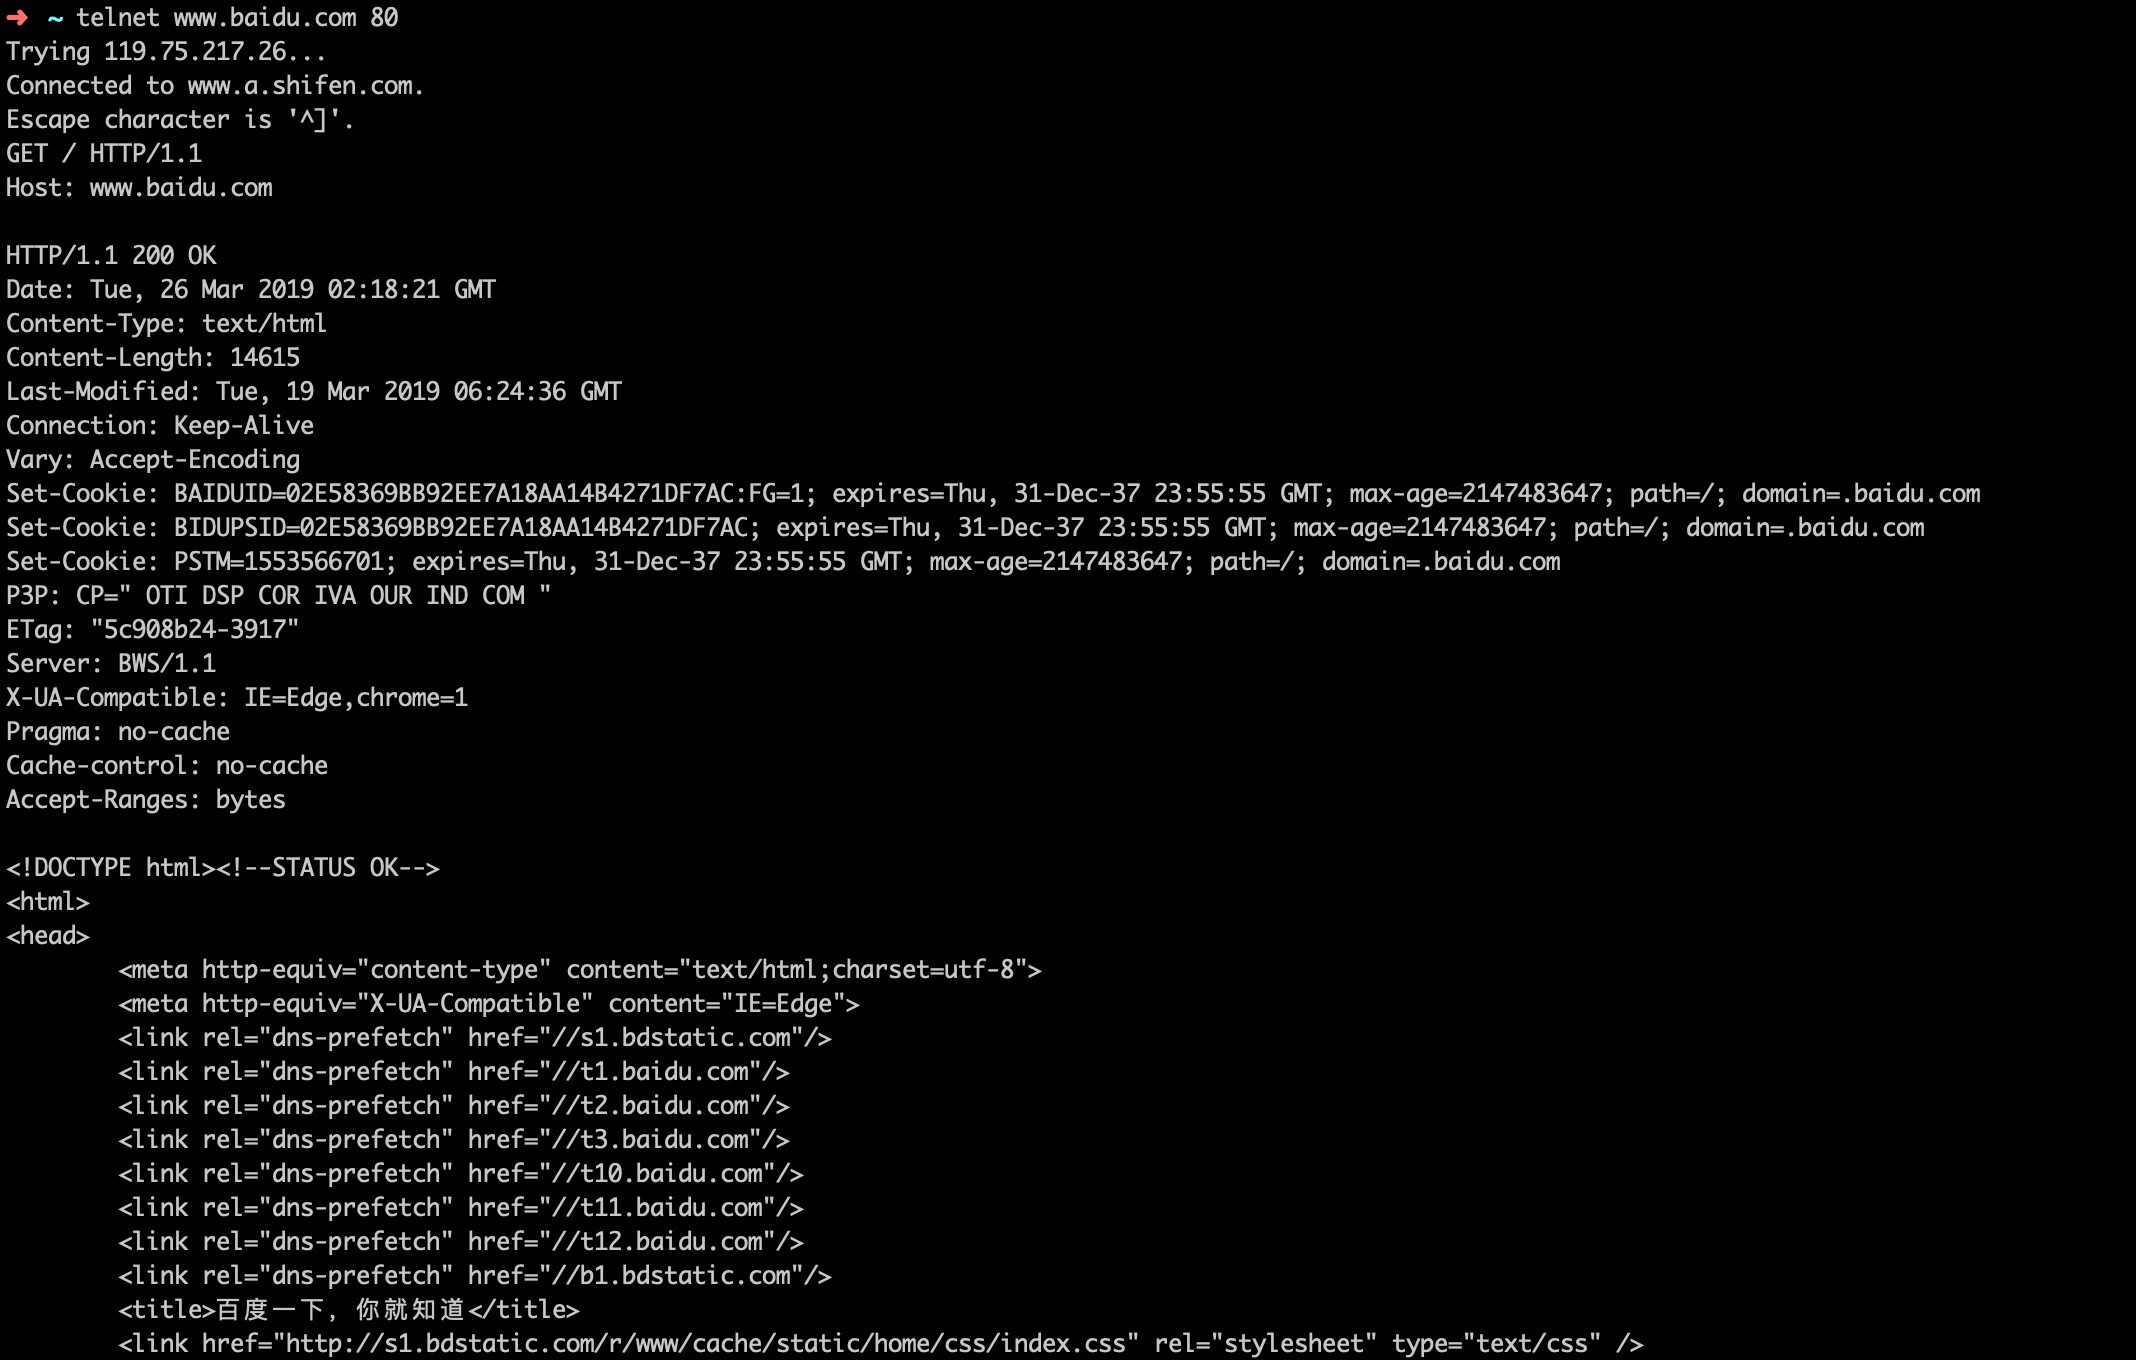 ➜ ~ telnet www.baidu.com 80
Trying 119.75.217.26...
Connected to www.a.shifen.com.
Escape character is '^]'.
GET / HTTP/1.1
Host: www.baidu.com

HTTP/1.1 200 OK
Date: Tue, 26 Mar 2019 02:18:21 GMT
Content-Type: text/html
Content-Length: 14615
Last-Modified: Tue, 19 Mar 2019 06:24:36 GMT
Connection: Keep-Alive
Vary: Accept-Encoding
Set-Cookie: BAIDUID=02E58369BB92EE7A18AA14B4271DF7AC:FG=1; expires=Thu, 31-Dec-37 23:55:55 GMT; max-age=2147483647; path=/; domain=.baidu.com
Set-Cookie: BIDUPSID=02E58369BB92EE7A18AA14B4271DF7AC; expires=Thu, 31-Dec-37 23:55:55 GMT; max-age=2147483647; path=/; domain=.baidu.com
Set-Cookie: PSTM=1553566701; expires=Thu, 31-Dec-37 23:55:55 GMT; max-age=2147483647; path=/; domain=.baidu.com
P3P: CP=" OTI DSP COR IVA OUR IND COM "
ETag: "5c908b24-3917"
Server: BWS/1.1
X-UA-Compatible: IE=Edge,chrome=1
Pragma: no-cache
Cache-control: no-cache
Accept-Ranges: bytes

<!DOCTYPE html><!--STATUS OK-->
<html>
<head>
        <meta http-equiv="content-type" content="text/html;charset=utf-8">
        <meta http-equiv="X-UA-Compatible" content="IE=Edge">
        <link rel="dns-prefetch" href="//s1.bdstatic.com"/>
        <link rel="dns-prefetch" href="//t1.baidu.com"/>
        <link rel="dns-prefetch" href="//t2.baidu.com"/>
        <link rel="dns-prefetch" href="//t3.baidu.com"/>
        <link rel="dns-prefetch" href="//t10.baidu.com"/>
        <link rel="dns-prefetch" href="//t11.baidu.com"/>
        <link rel="dns-prefetch" href="//t12.baidu.com"/>
        <link rel="dns-prefetch" href="//b1.bdstatic.com"/>
        <title>百度一下，你就知道</title>
        <link href="http://s1.bdstatic.com/r/www/cache/static/home/css/index.css" rel="stylesheet" type="text/css" />